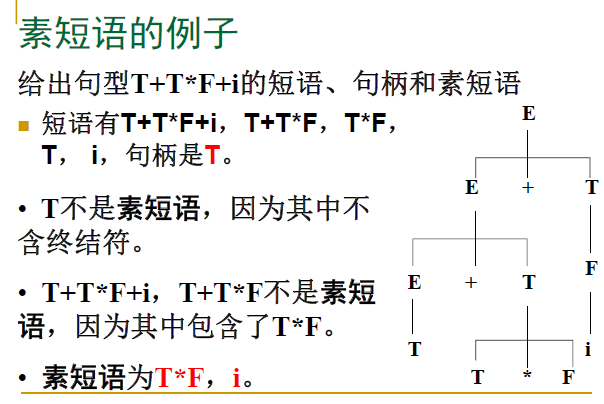 素短语的例子
给出句型T+T*F+i的短语、句柄和素短语
短语有T+T*F+i，T+T*F，T*F，
T， i，句柄是T。
• T不是素短语，因为其中不
含终结符。
• T+T*F+i，T+T*F不是素短
语，因为其中包含了T*F。
• 素短语为T*F，i。
E
E + T
F
E + T
T
i
T * F